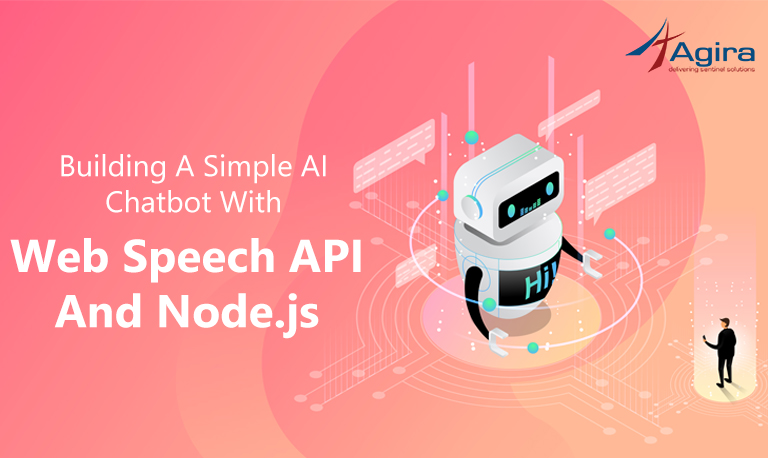 Agira
delivering sentinel solutions
Building A Simple AI
Chatbot With
Web Speech API
And Node.js
Hi